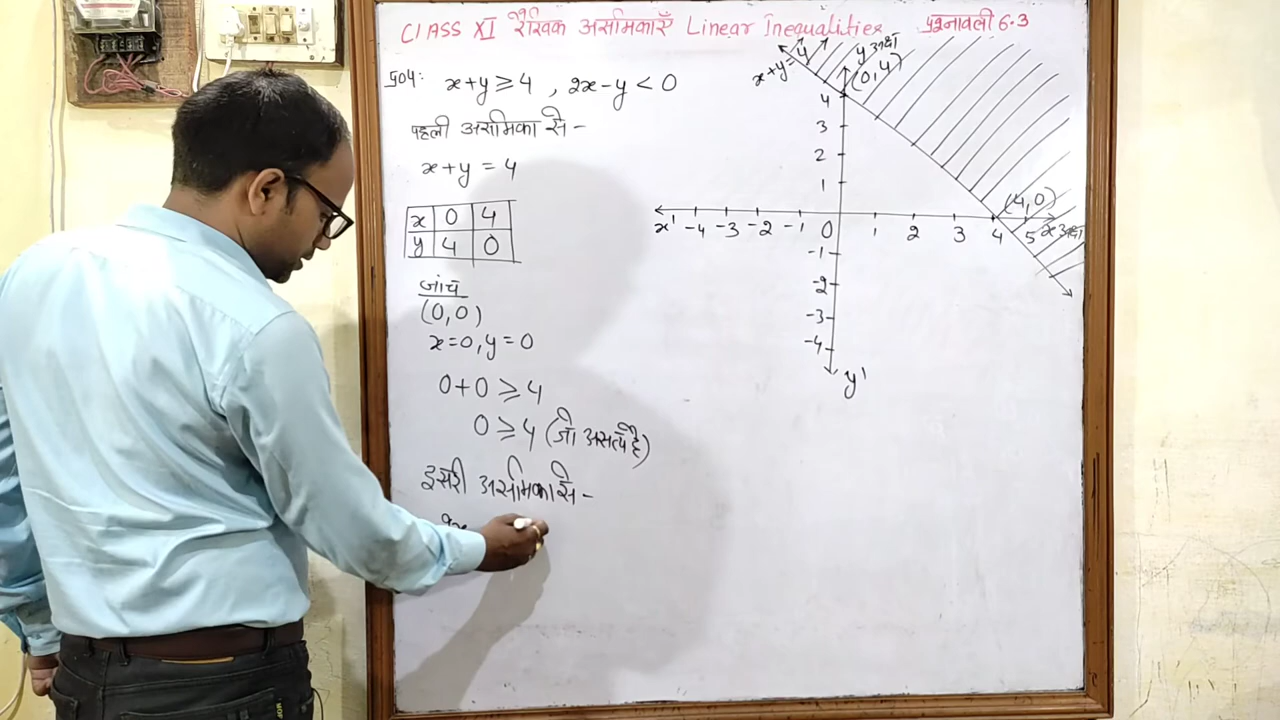 CLASS XI रैखिक असमिकाएँ Linear Inequalities प्रश्नावली 6.3
प्र04: x+y ≥ 4 , 2x-y < 0
पहली असमिका से -
x+y = 4
x 0 4
y 4 0
जांच
(0,0)
x=0, y=0
0+0 ≥ 4
0 ≥ 4 (जो असत्य है)
दूसरी असमिका से -
2x
x+y=4
y अक्ष
(0,4)
4
3
2
1
(4,0)
x' -4 -3 -2 -1 0 1 2 3 4 5 x अक्ष
-1
-2
-3
-4
y'